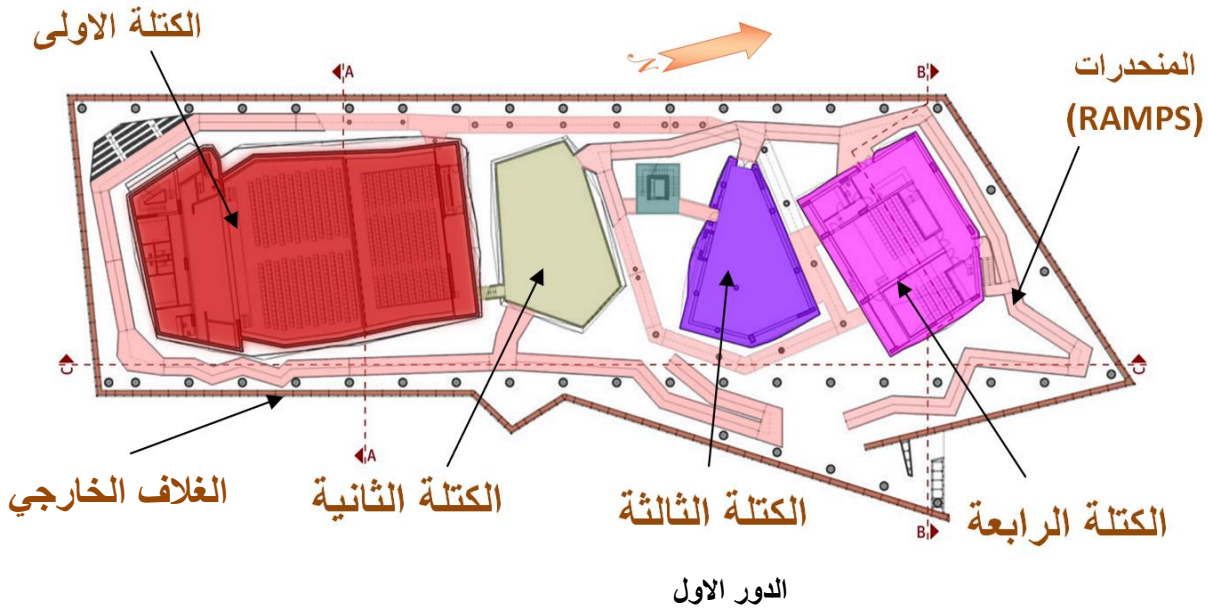 الكتلة الاولى
N
A
B
المنحدرات
(RAMPS)
C
C
A
الغلاف الخارجي
الكتلة الثانية
الكتلة الثالثة
الكتلة الرابعة
B
الدور الاول